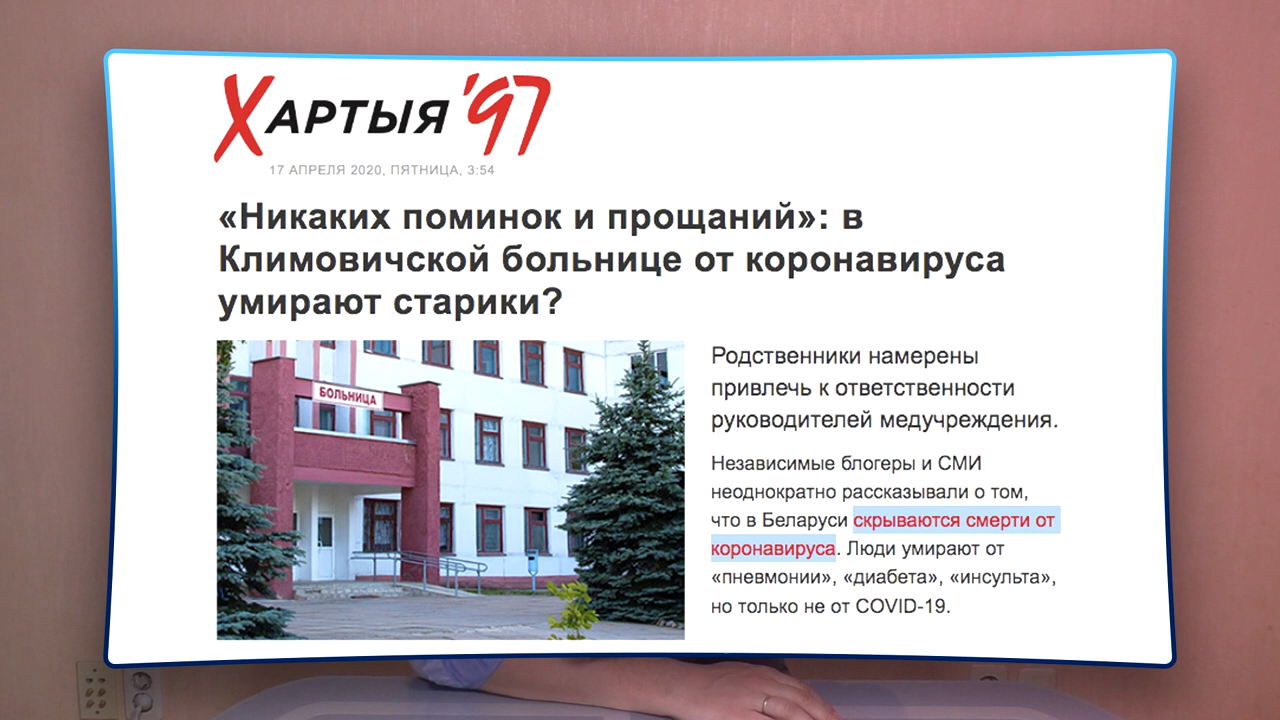 ХАРТЫЯ'97
17 АПРЕЛЯ 2020, ПЯТНИЦА, 3:54
«Никаких поминок и прощаний»: в
Климовичской больнице от коронавируса
умирают старики?
БОЛЬНИЦА
Родственники намерены
привлечь к ответственности
руководителей медучреждения.
Независимые блогеры и СМИ
неоднократно рассказывали о том,
что в Беларуси скрываются смерти от
коронавируса. Люди умирают от
«пневмонии», «диабета», «инсульта»,
но только не от COVID-19.